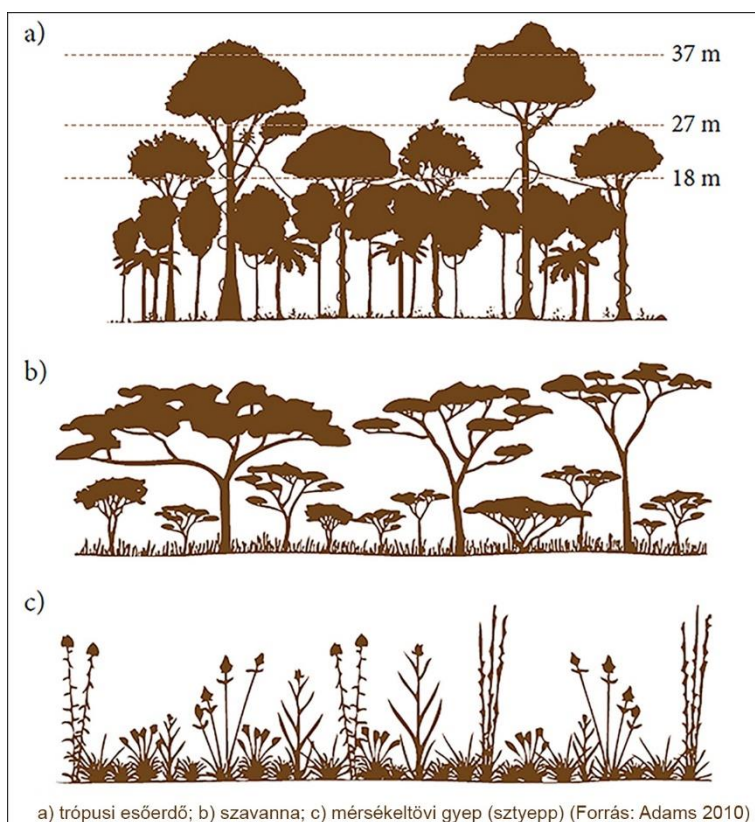 a)
37 m
27 m
18 m
b)
c)
a) trópusi esőerdő; b) szavanna; c) mérsékeltövi gyep (sztyepp) (Forrás: Adams 2010)